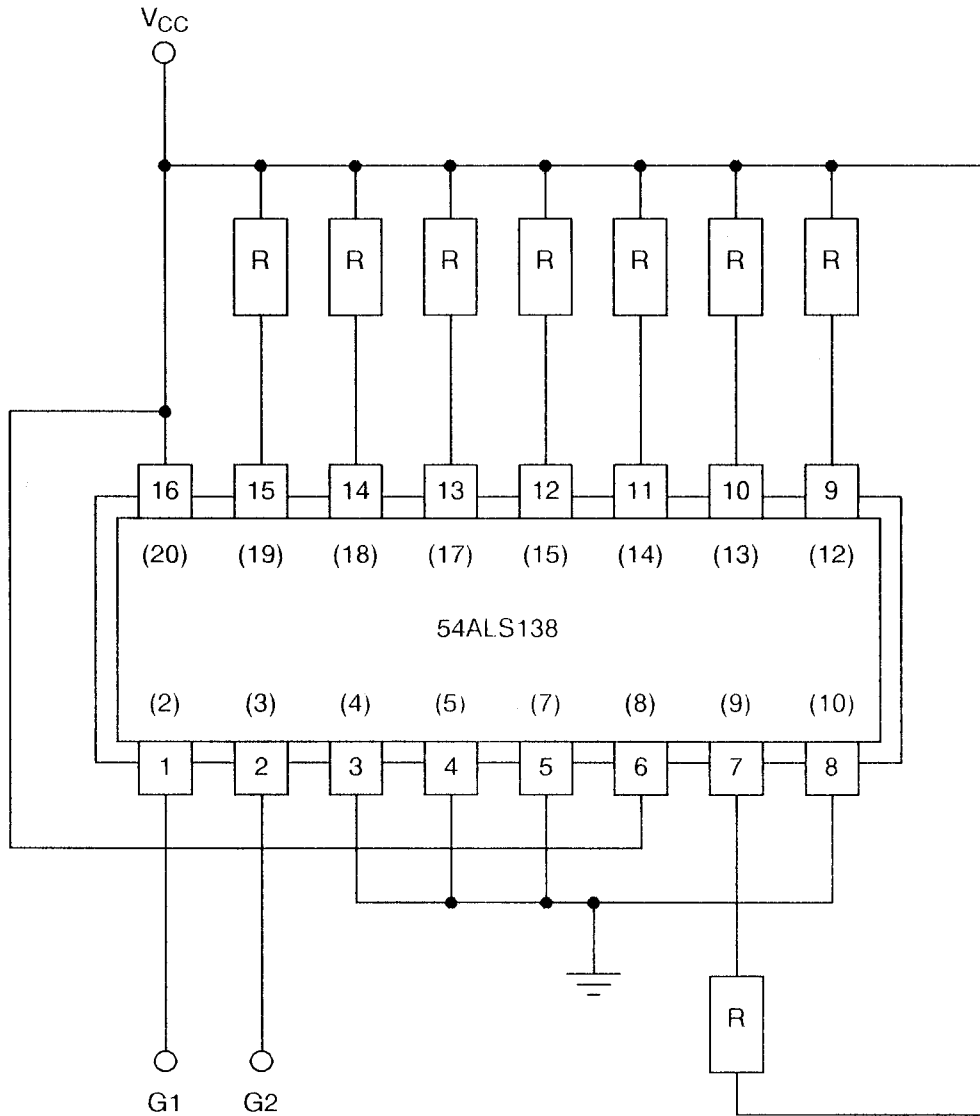 VCC
R R R R R R R
16 15 14 13 12 11 10 9
(20) (19) (18) (17) (15) (14) (13) (12)
54ALS138
(2) (3) (4) (5) (7) (8) (9) (10)
1 2 3 4 5 6 7 8
R
G1 G2